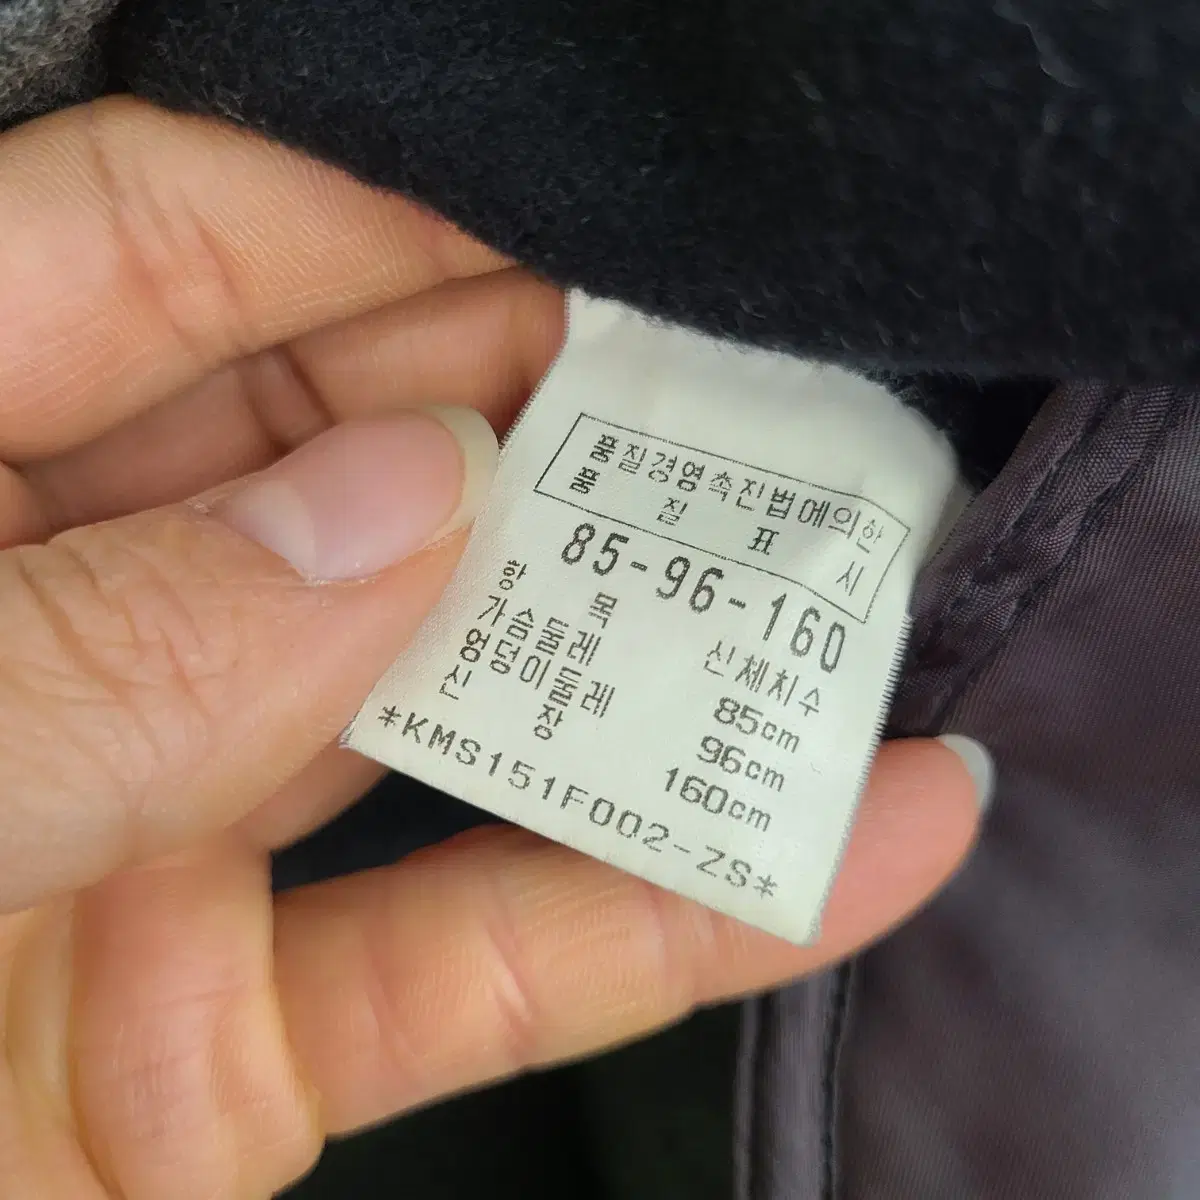 품질경영촉진법에의한
품 질 표 시
85-96-160
항 목 신체치수
가슴둘레 85cm
엉덩이둘레 96cm
신 장 160cm
*KMS151F002-ZS*